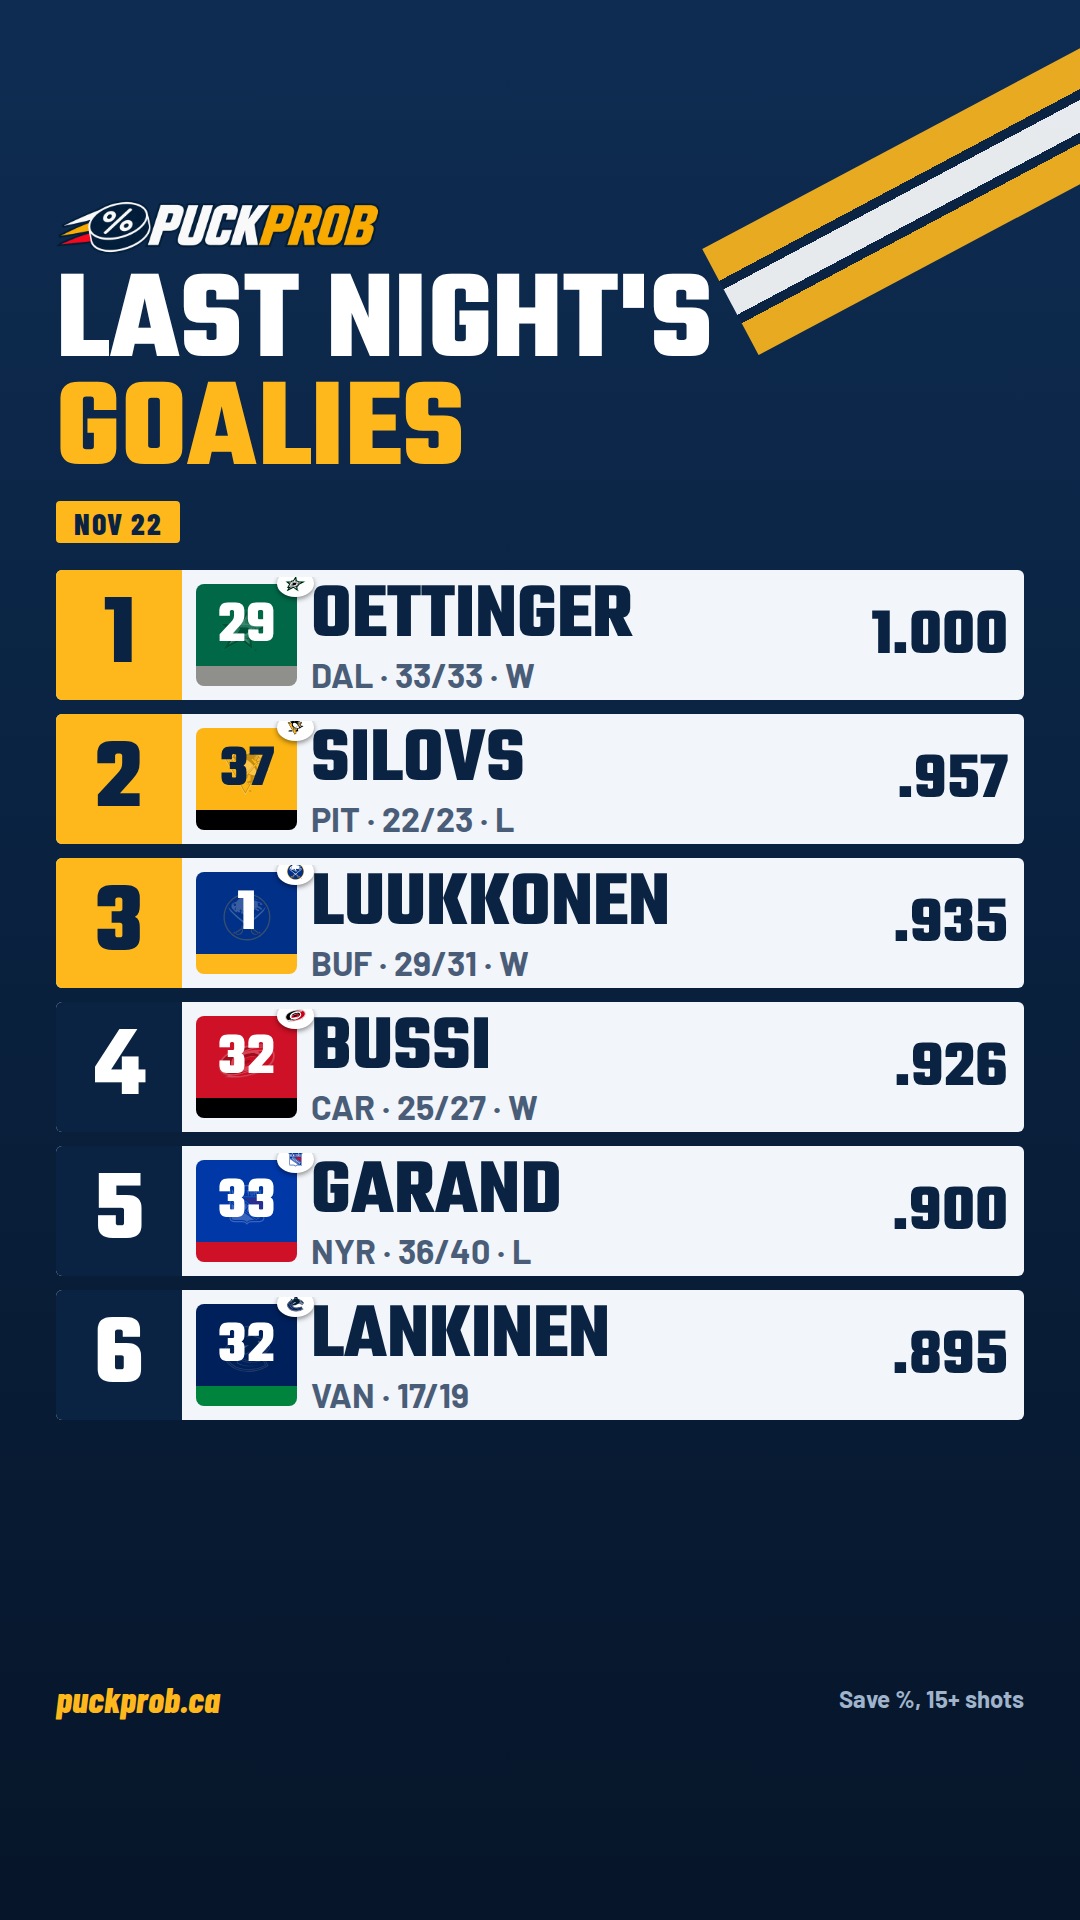 % PUCKPROB
LAST NIGHT'S
GOALIES
NOV 22
1
29
OETTINGER
DAL · 33/33 · W
1.000
2
37
SILOVS
PIT · 22/23 · L
.957
3
1
LUUKKONEN
BUF · 29/31 · W
.935
4
32
BUSSI
CAR · 25/27 · W
.926
5
33
GARAND
NYR · 36/40 · L
.900
6
32
LANKINEN
VAN · 17/19
.895
puckprob.ca
Save %, 15+ shots